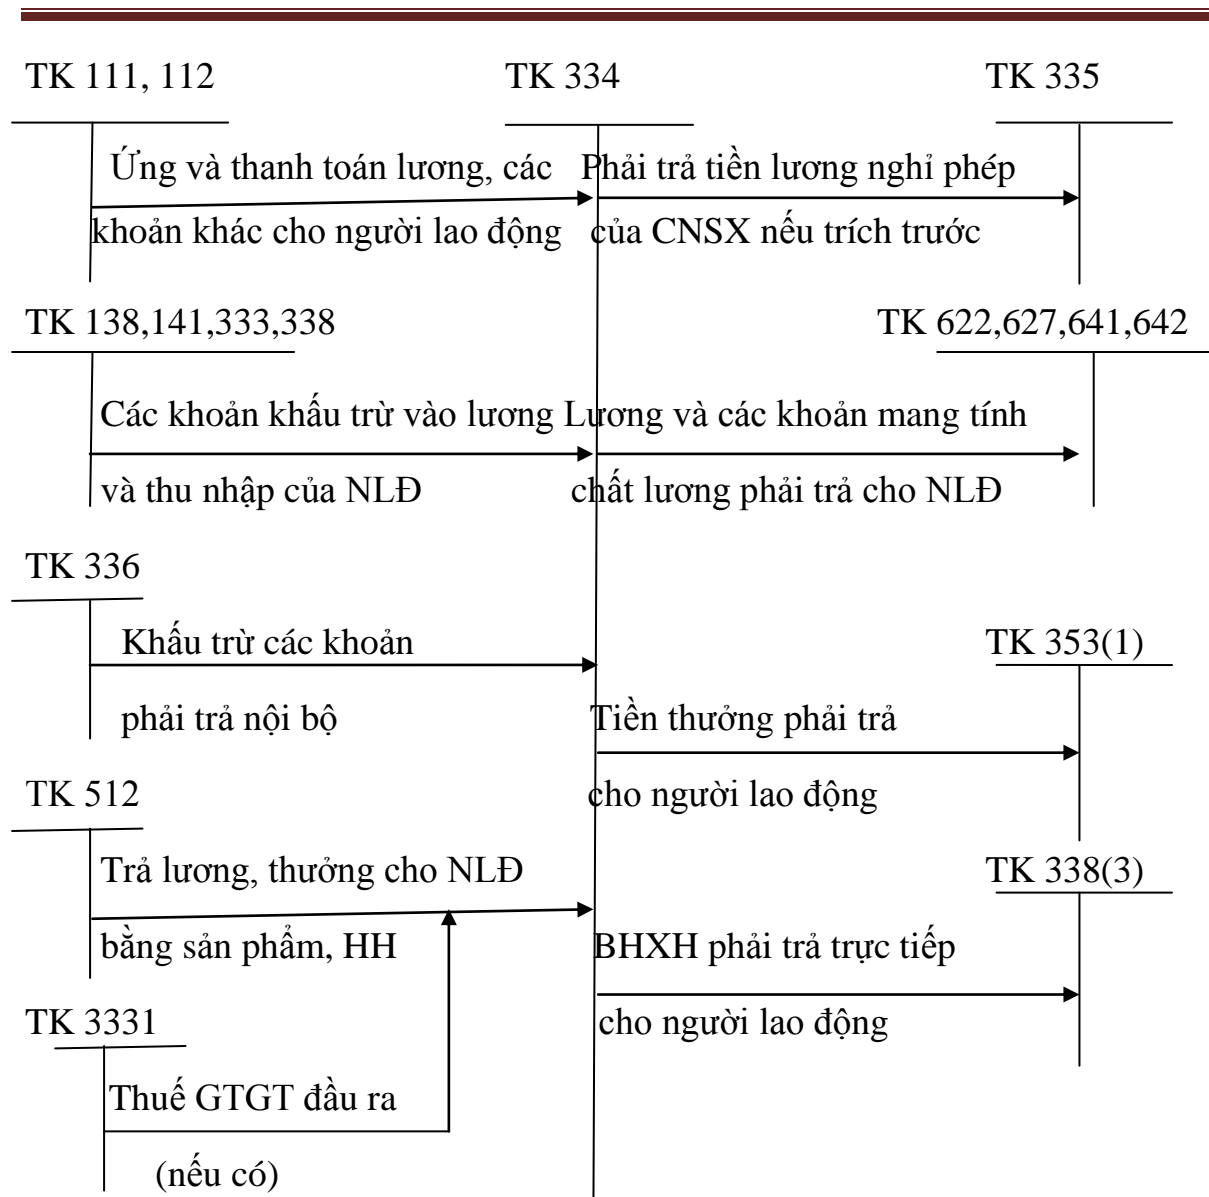 TK 111, 112 TK 334 TK 335
Ứng và thanh toán lương, các Phải trả tiền lương nghỉ phép
khoản khác cho người lao động của CNSX nếu trích trước
TK 138,141,333,338 TK 622,627,641,642
Các khoản khấu trừ vào lương Lương và các khoản mang tính
và thu nhập của NLĐ chất lương phải trả cho NLĐ
TK 336
Khấu trừ các khoản TK 353(1)
phải trả nội bộ Tiền thưởng phải trả
TK 512 cho người lao động
Trả lương, thưởng cho NLĐ TK 338(3)
bằng sản phẩm, HH BHXH phải trả trực tiếp
TK 3331 cho người lao động
Thuế GTGT đầu ra
(nếu có)